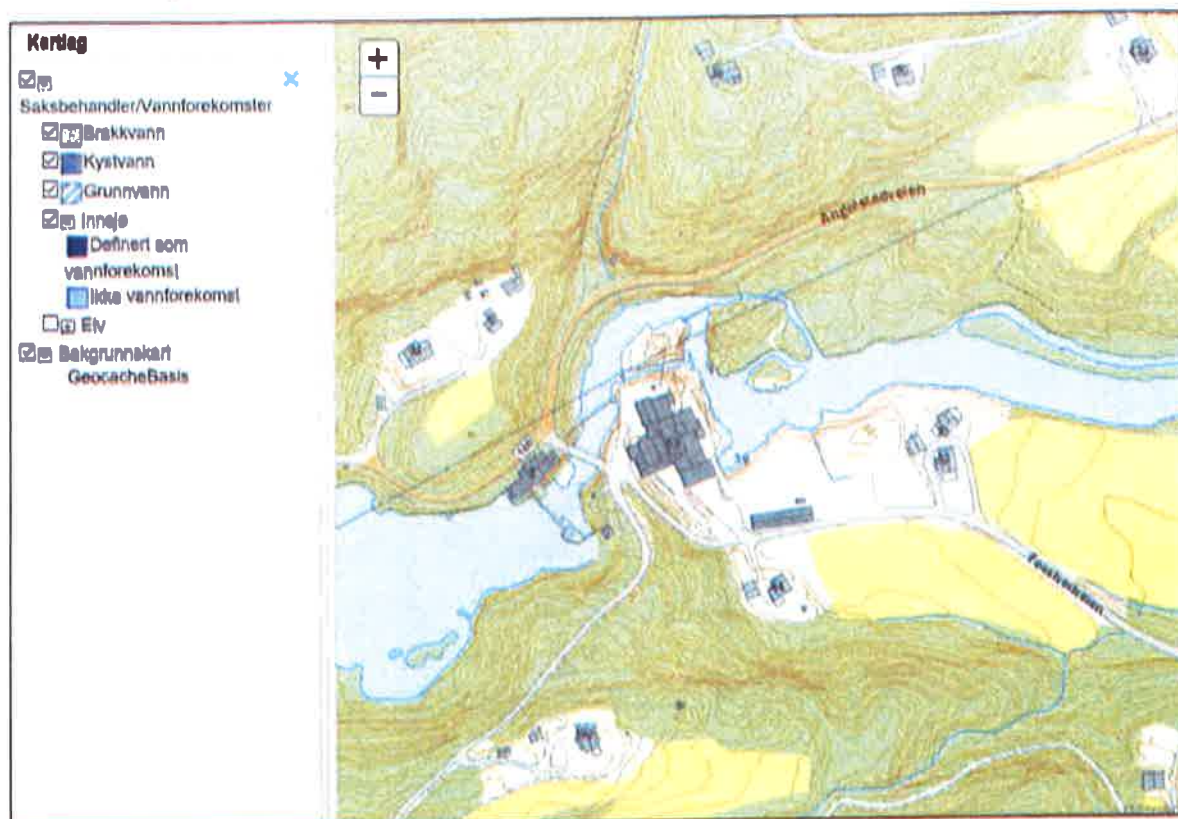 Kartlag
Saksbehandler/Vannforekomster
Brakkvann
Kystvann
Grunnvann
Innsjø
Definert som
vannforekomst
Ikke vannforekomst
Elv
Bakgrunnskart
GeocacheBasis
+
−